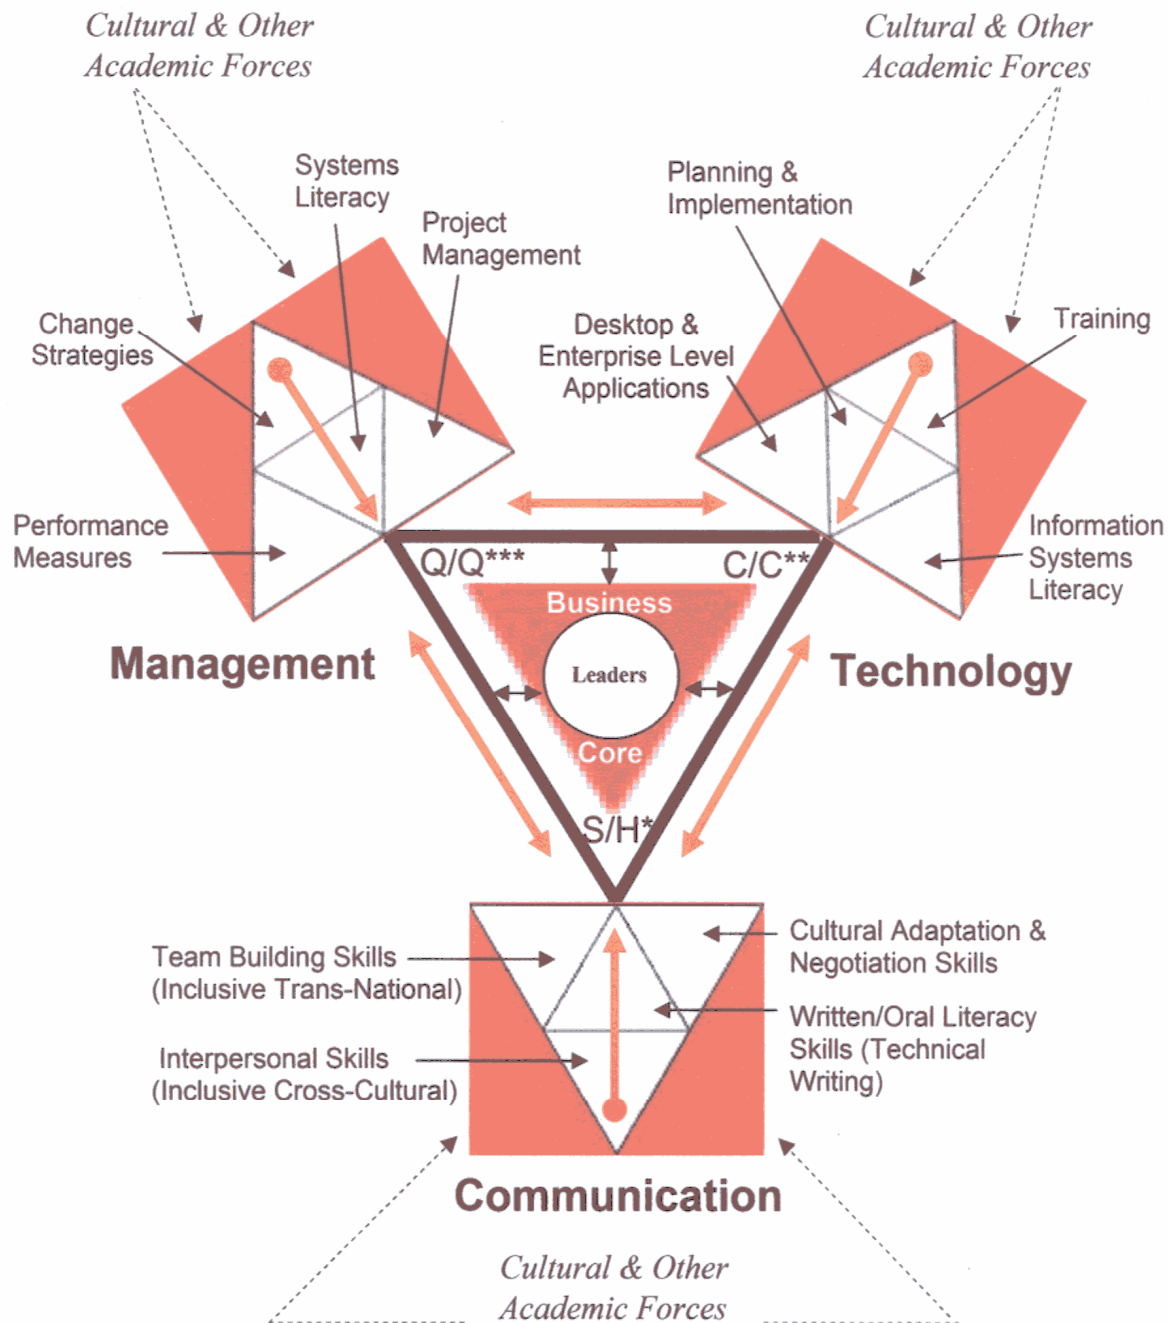 Cultural & Other
Academic Forces
Cultural & Other
Academic Forces
Systems
Literacy
Planning &
Implementation
Project
Management
Change
Strategies
Desktop &
Enterprise Level
Applications
Training
Performance
Measures
Information
Systems
Literacy
Q/Q***
C/C**
Business
Leaders
Core
S/H*
Management
Technology
Team Building Skills
(Inclusive Trans-National)
Cultural Adaptation &
Negotiation Skills
Interpersonal Skills
(Inclusive Cross-Cultural)
Written/Oral Literacy
Skills (Technical
Writing)
Communication
Cultural & Other
Academic Forces